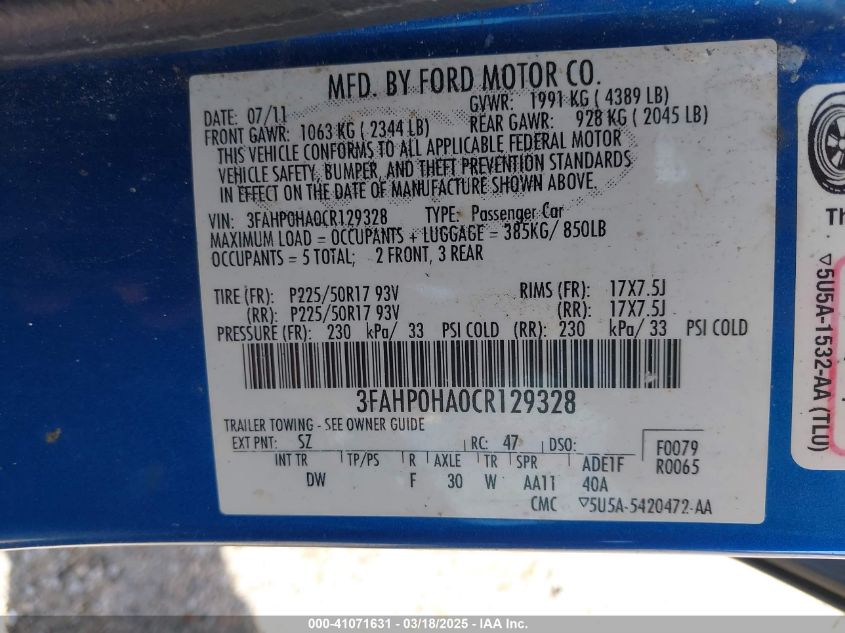 MFD. BY FORD MOTOR CO.
DATE: 07/11 GVWR: 1991 KG ( 4389 LB)
FRONT GAWR: 1063 KG ( 2344 LB) REAR GAWR: 928 KG ( 2045 LB)
THIS VEHICLE CONFORMS TO ALL APPLICABLE FEDERAL MOTOR
VEHICLE SAFETY, BUMPER, AND THEFT PREVENTION STANDARDS
IN EFFECT ON THE DATE OF MANUFACTURE SHOWN ABOVE.
VIN: 3FAHP0HA0CR129328 TYPE: Passenger Car
MAXIMUM LOAD = OCCUPANTS + LUGGAGE = 385KG/ 850LB
OCCUPANTS = 5 TOTAL; 2 FRONT, 3 REAR
TIRE (FR): P225/50R17 93V RIMS (FR): 17X7.5J
(RR): P225/50R17 93V (RR): 17X7.5J
PRESSURE (FR): 230 kPa/ 33 PSI COLD (RR): 230 kPa/ 33 PSI COLD
3FAHP0HA0CR129328
TRAILER TOWING - SEE OWNER GUIDE
EXT PNT: SZ RC: 47 DSO: F0079
INT TR TP/PS R AXLE TR SPR ADE1F R0065
DW F 30 W AA11 40A
CMC ▽5U5A-5420472-AA
Th
▽5U5A-1532-AA (TLU)
000-41071631 - 03/18/2025 - IAA Inc.